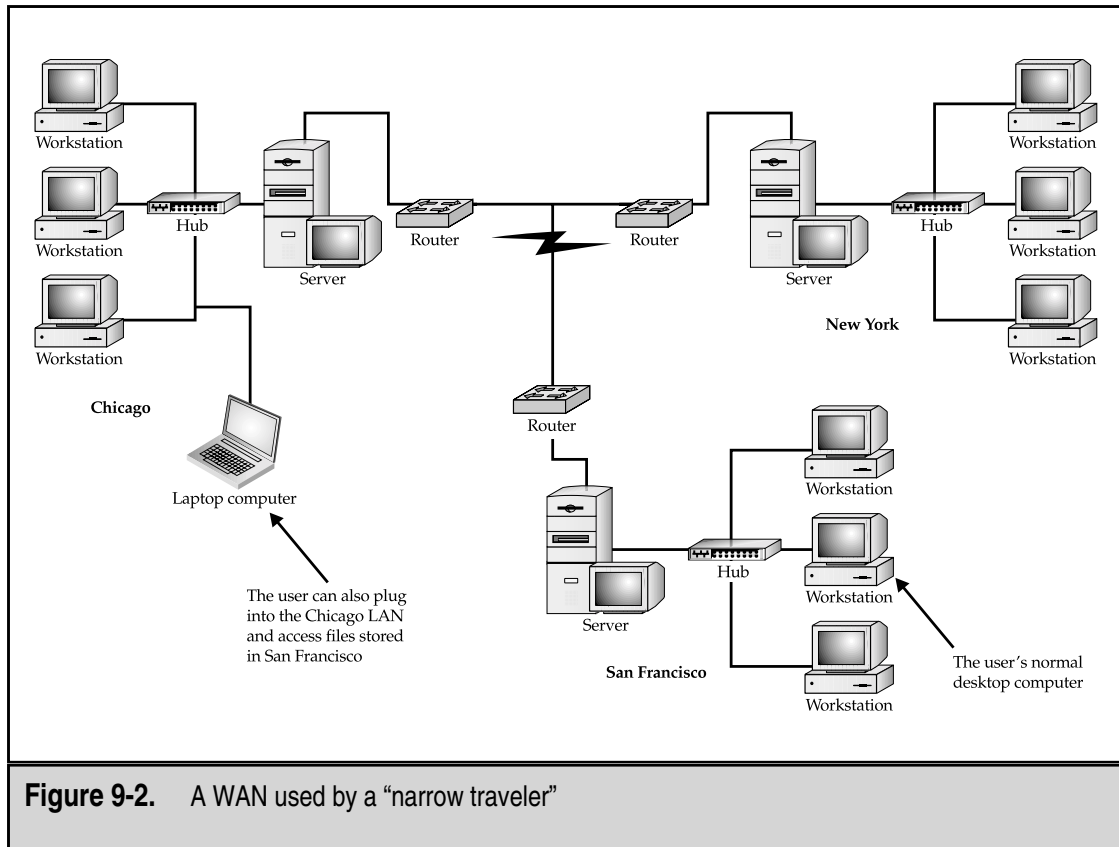 Workstation
Workstation
Workstation
Hub
Server
Router
Chicago
Laptop computer
The user can also plug
into the Chicago LAN
and access files stored
in San Francisco
Router
Server
Hub
Workstation
Workstation
Workstation
New York
Router
Server
Hub
Workstation
Workstation
Workstation
San Francisco
The user’s normal
desktop computer
Figure 9-2. A WAN used by a “narrow traveler”